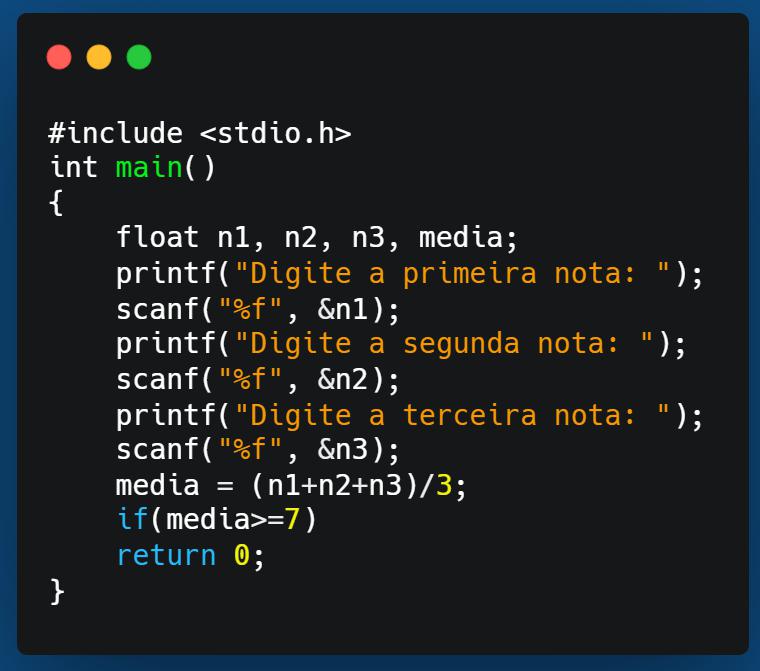 #include <stdio.h>
int main()
{
    float n1, n2, n3, media;
    printf("Digite a primeira nota: ");
    scanf("%f", &n1);
    printf("Digite a segunda nota: ");
    scanf("%f", &n2);
    printf("Digite a terceira nota: ");
    scanf("%f", &n3);
    media = (n1+n2+n3)/3;
    if(media>=7)
    return 0;
}